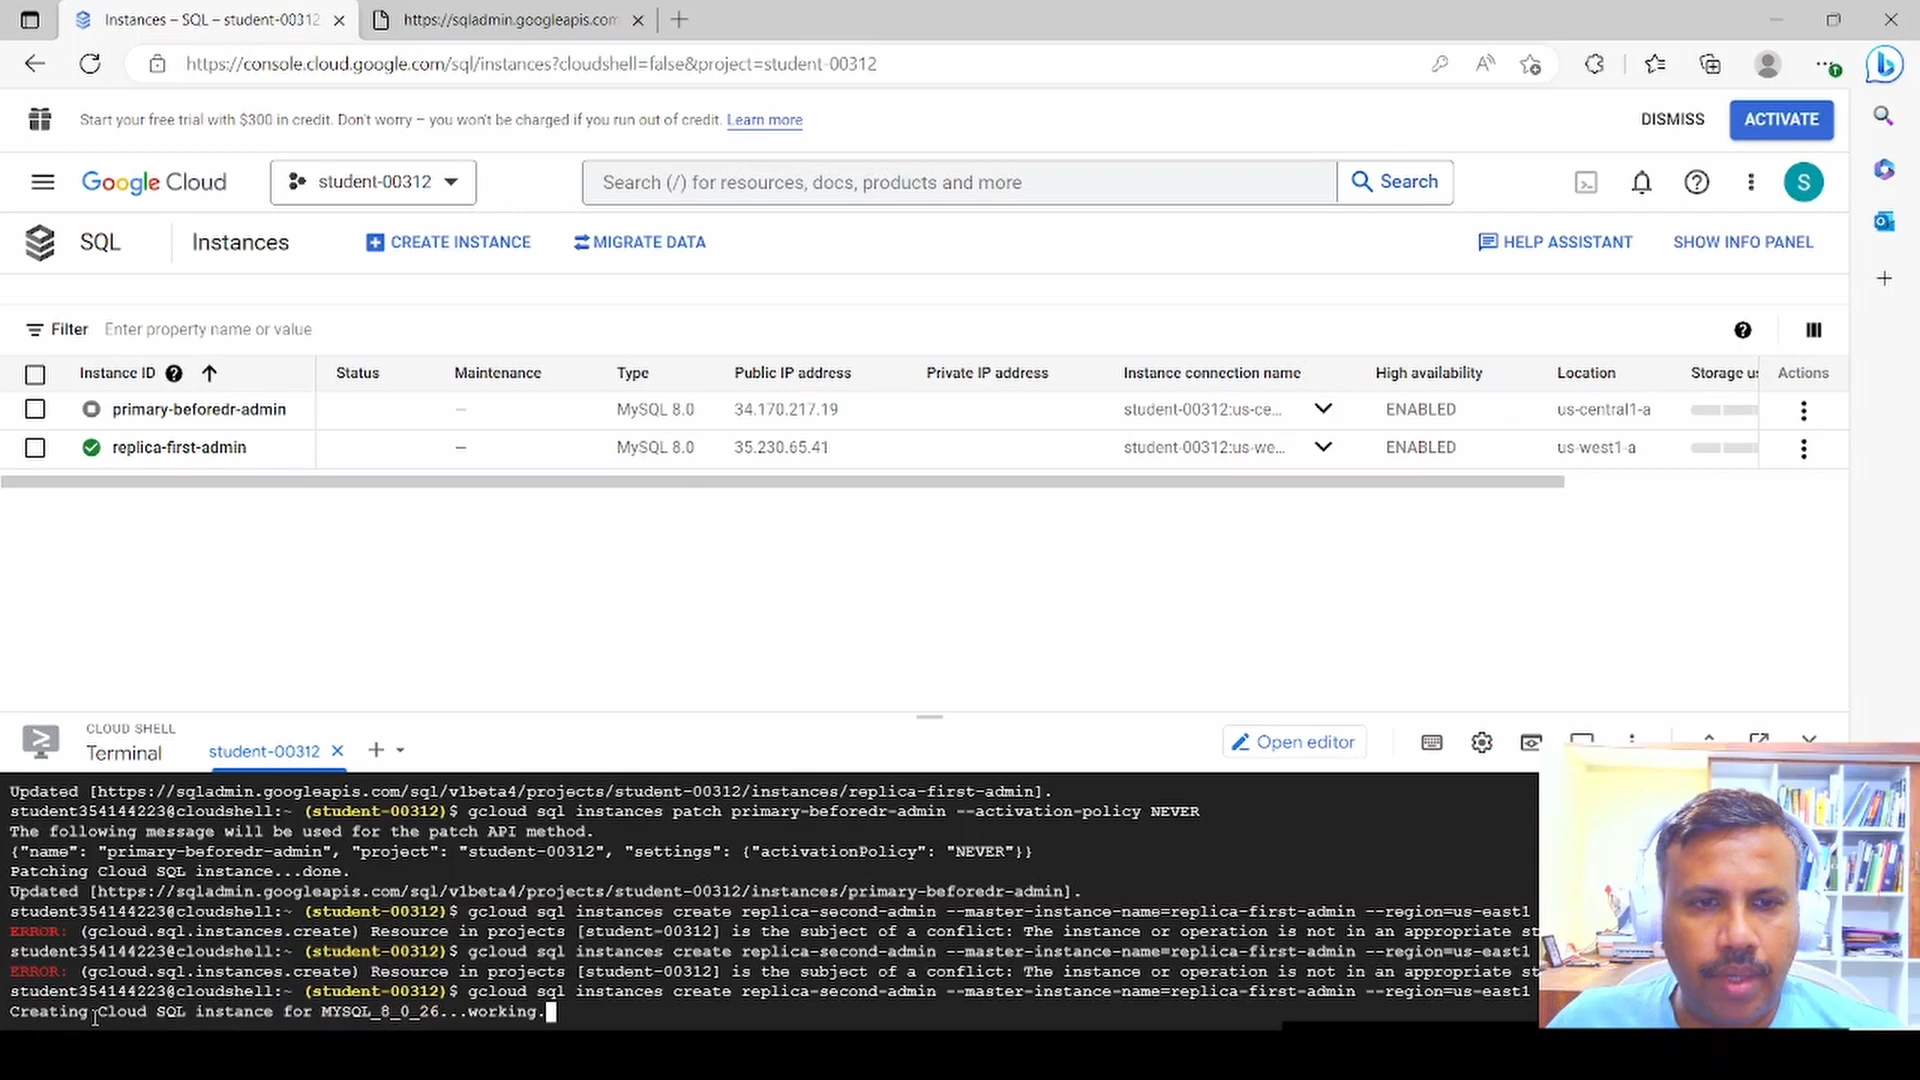 Instances – SQL – student-00312
https://sqladmin.googleapis.com
https://console.cloud.google.com/sql/instances?cloudshell=false&project=student-00312
Start your free trial with $300 in credit. Don't worry – you won't be charged if you run out of credit. Learn more
DISMISS
ACTIVATE
Google Cloud
student-00312
Search (/) for resources, docs, products and more
Search
S
SQL
Instances
CREATE INSTANCE
MIGRATE DATA
HELP ASSISTANT
SHOW INFO PANEL
Filter Enter property name or value
Instance ID Status Maintenance Type Public IP address Private IP address Instance connection name High availability Location Storage us Actions
primary-beforedr-admin — MySQL 8.0 34.170.217.19 student-00312:us-ce... ENABLED us-central1-a
replica-first-admin — MySQL 8.0 35.230.65.41 student-00312:us-we... ENABLED us-west1-a
CLOUD SHELL
Terminal
student-00312
Open editor
Updated [https://sqladmin.googleapis.com/sql/v1beta4/projects/student-00312/instances/replica-first-admin].
student354144223@cloudshell:~ (student-00312)$ gcloud sql instances patch primary-beforedr-admin --activation-policy NEVER
The following message will be used for the patch API method.
{"name": "primary-beforedr-admin", "project": "student-00312", "settings": {"activationPolicy": "NEVER"}}
Patching Cloud SQL instance...done.
Updated [https://sqladmin.googleapis.com/sql/v1beta4/projects/student-00312/instances/primary-beforedr-admin].
student354144223@cloudshell:~ (student-00312)$ gcloud sql instances create replica-second-admin --master-instance-name=replica-first-admin --region=us-east1
ERROR: (gcloud.sql.instances.create) Resource in projects [student-00312] is the subject of a conflict: The instance or operation is not in an appropriate st
student354144223@cloudshell:~ (student-00312)$ gcloud sql instances create replica-second-admin --master-instance-name=replica-first-admin --region=us-east1
ERROR: (gcloud.sql.instances.create) Resource in projects [student-00312] is the subject of a conflict: The instance or operation is not in an appropriate st
student354144223@cloudshell:~ (student-00312)$ gcloud sql instances create replica-second-admin --master-instance-name=replica-first-admin --region=us-east1
Creating Cloud SQL instance for MYSQL_8_0_26...working.